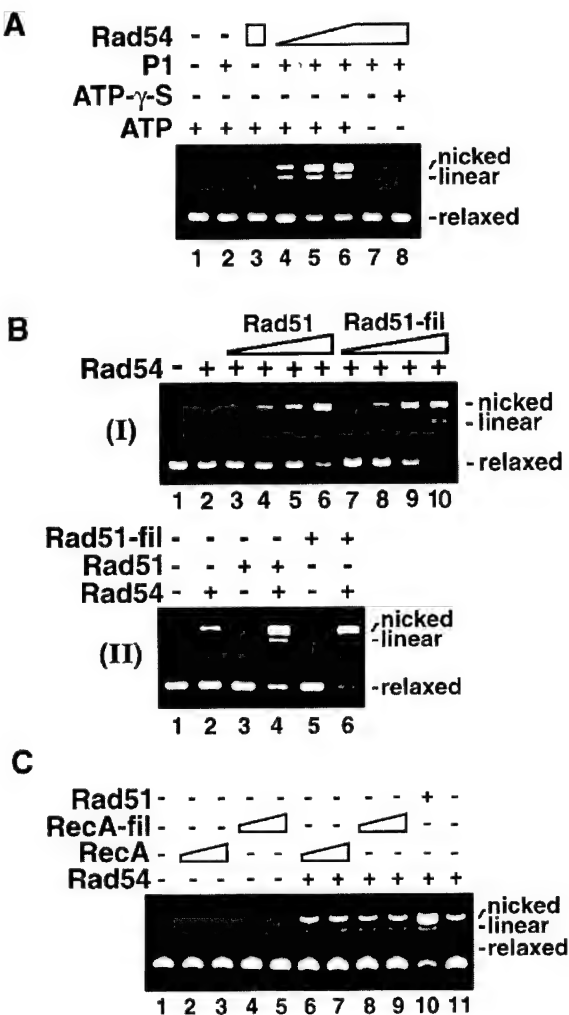 A
Rad54 - -
P1 - + - + + + + +
ATP-γ-S - - - - - - - +
ATP + + + + + + - -
nicked
-linear
-relaxed
1 2 3 4 5 6 7 8
B
Rad51 Rad51-fil
Rad54 - + + + + + + + + +
(I)
- nicked
- linear
- relaxed
1 2 3 4 5 6 7 8 9 10
Rad51-fil - - - - + +
Rad51 - - + + - -
Rad54 - + - + - +
(II)
nicked
-linear
-relaxed
1 2 3 4 5 6
C
Rad51 - - - - - - - - - + -
RecA-fil - - - - - - -
RecA - - - - - - -
Rad54 - - - - - + + + + + +
nicked
-linear
-relaxed
1 2 3 4 5 6 7 8 9 10 11